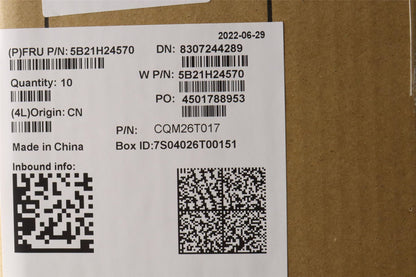 2022-06-29
(P)FRU P/N: 5B21H24570 DN: 8307244289
W P/N: 5B21H24570
Quantity: 10
PO: 4501788953
(4L)Origin: CN
P/N: CQM26T017
Made in China Box ID:7S04026T00151
Inbound info: